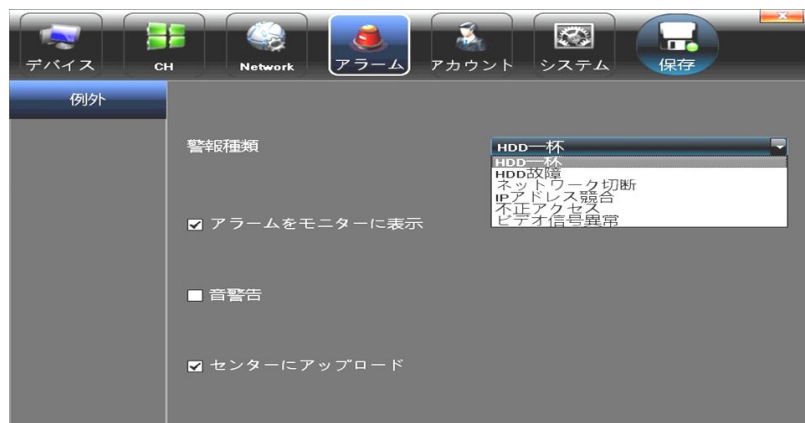 デバイス
CH
Network
アラーム
アカウント
システム
保存
例外
警報種類
HDD一杯
HDD一杯
HDD故障
ネットワーク切断
IPアドレス競合
不正アクセス
ビデオ信号異常
アラームをモニターに表示
音警告
センターにアップロード